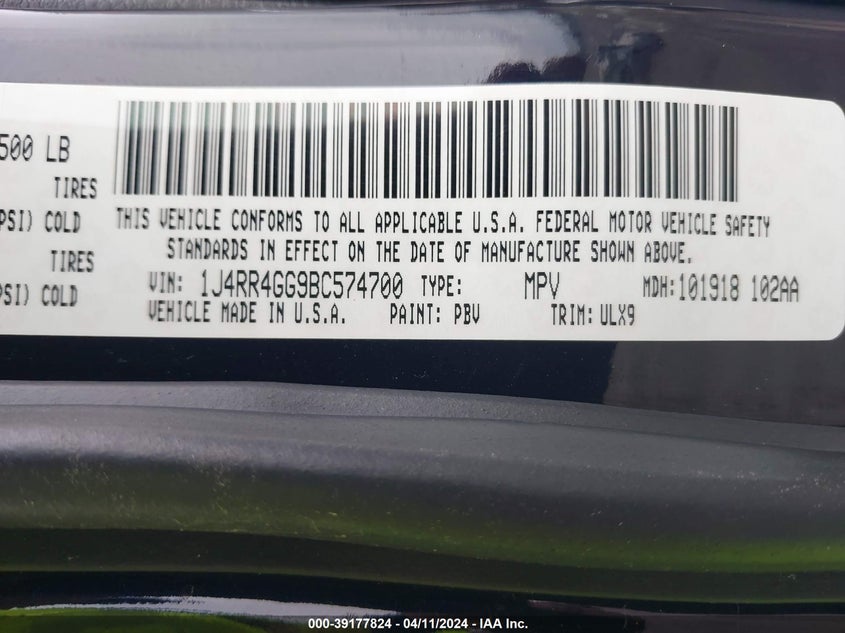 500 LB
TIRES
PSI) COLD
TIRES
PSI) COLD
THIS VEHICLE CONFORMS TO ALL APPLICABLE U.S.A. FEDERAL MOTOR VEHICLE SAFETY
STANDARDS IN EFFECT ON THE DATE OF MANUFACTURE SHOWN ABOVE.
VIN: 1J4RR4GG9BC574700 TYPE: MPV MDH:101918 102AA
VEHICLE MADE IN U.S.A. PAINT: PBV TRIM: ULX9
000-39177824 - 04/11/2024 - IAA Inc.